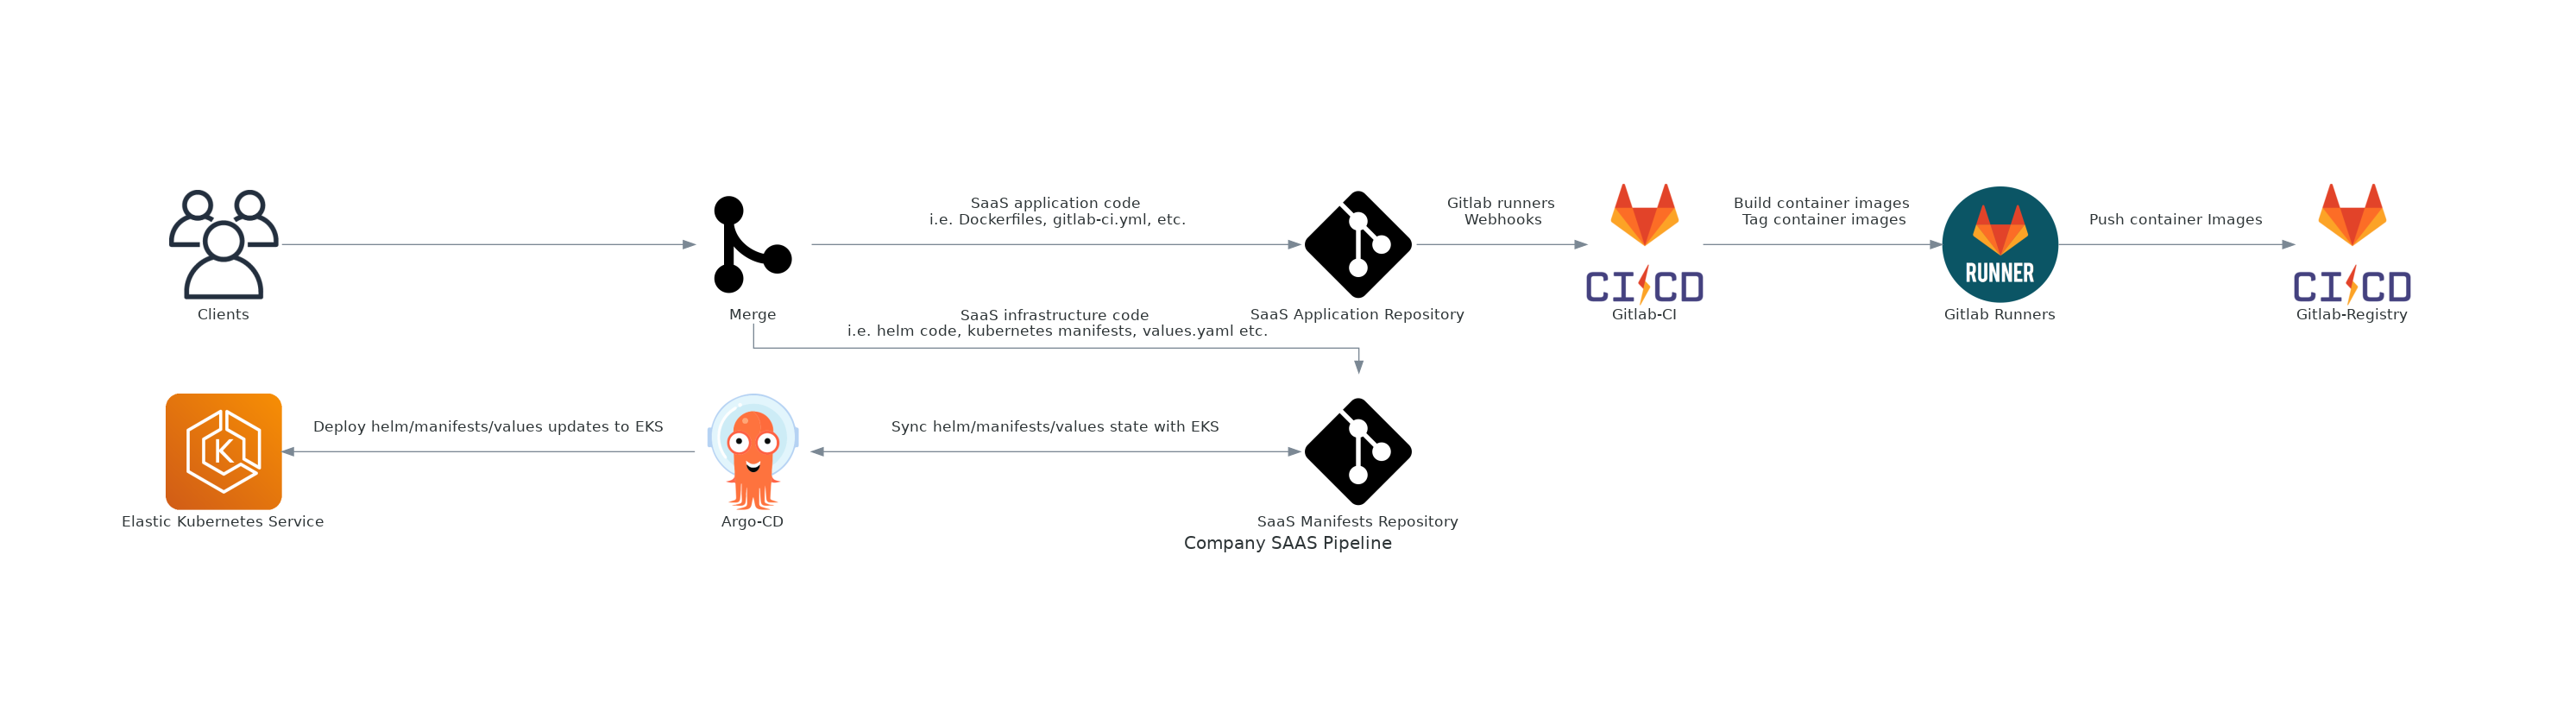 SaaS application code
i.e. Dockerfiles, gitlab-ci.yml, etc.
Gitlab runners
Webhooks
Build container images
Tag container images
Push container Images
RUNNER
CI CD
CI CD
Clients
Merge
SaaS Application Repository
Gitlab-CI
Gitlab Runners
Gitlab-Registry
SaaS infrastructure code
i.e. helm code, kubernetes manifests, values.yaml etc.
Deploy helm/manifests/values updates to EKS
Sync helm/manifests/values state with EKS
K
Elastic Kubernetes Service
Argo-CD
SaaS Manifests Repository
Company SAAS Pipeline